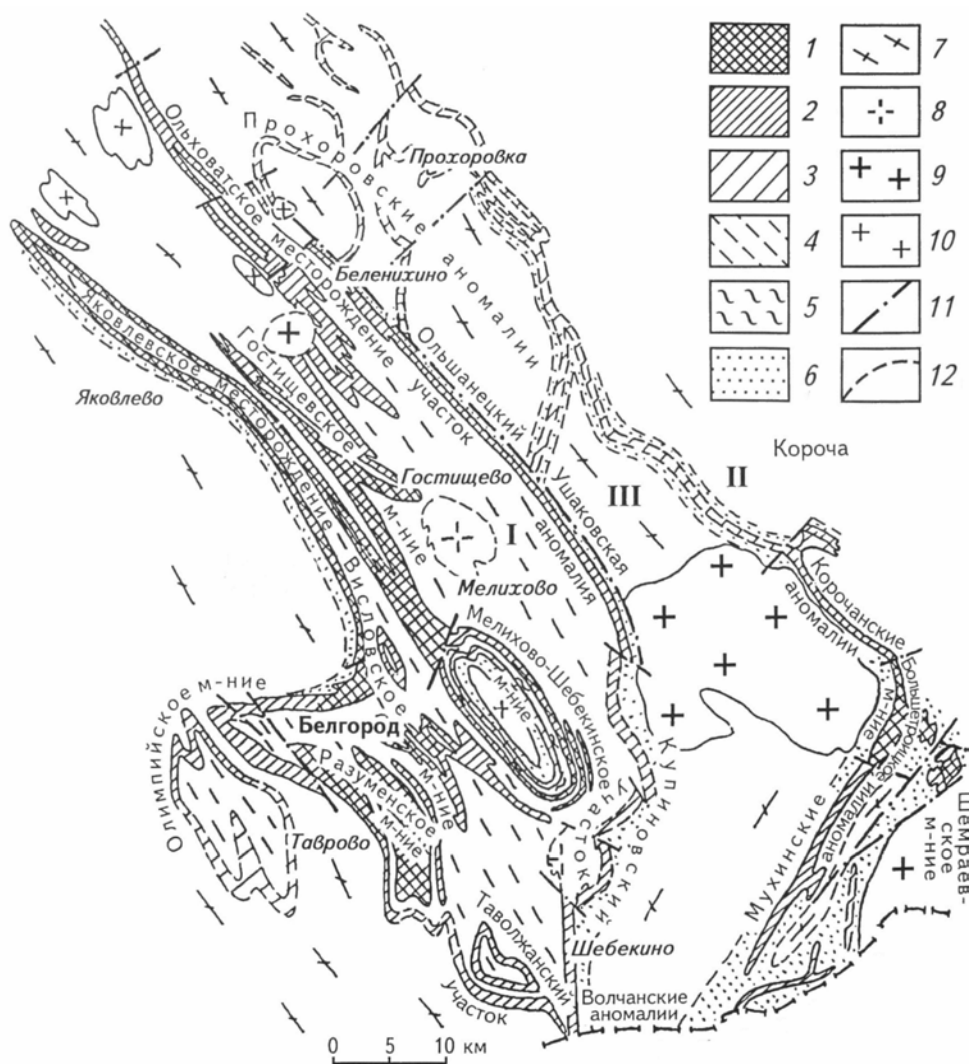 1
2
3
4
5
6
7
8
9
10
11
12
Ольховатское месторождение
Прохоровские аномалии
Прохоровка
Беленихино
Яковлевское месторождение
Яковлево
Гостищевское м-ние
Ольшанецкий участок
Гостищево
Ушаковская аномалия
Короча
I
II
III
Мелихово
Мелихово-Шебекинское м-ние
Корочанские аномалии
Висловское
Олимпийское м-ние
Белгород
Разуменское м-ние
м-ние
Большетроицкое м-ние
Купиновский участок
Мухинские аномалии
Шемраев-
ское
м-ние
Таврово
Таволжанский участок
Шебекино
Волчанские
аномалии
0 5 10 км